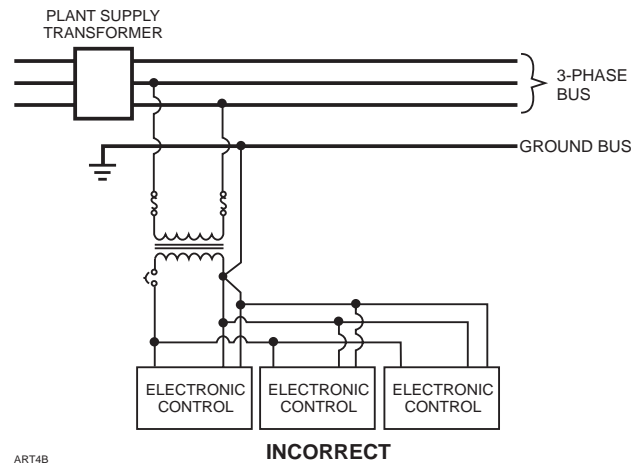 PLANT SUPPLY
TRANSFORMER
3-PHASE
BUS
GROUND BUS
ELECTRONIC
CONTROL
ELECTRONIC
CONTROL
ELECTRONIC
CONTROL
ART4B
INCORRECT